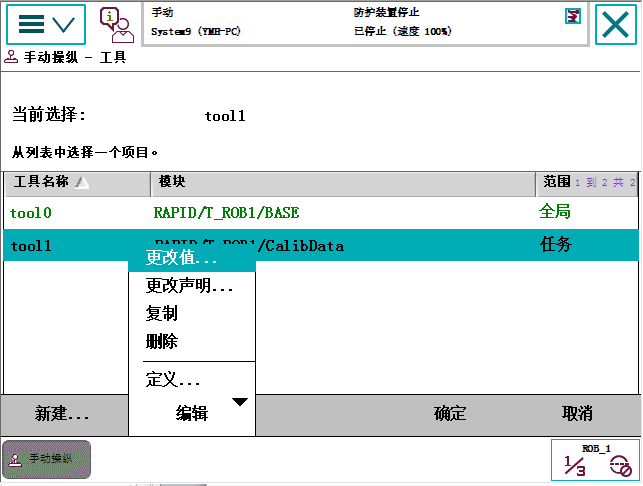 手动
防护装置停止
System9 (YMH-PC)
已停止 (速度 100%)
手动操纵 - 工具
当前选择:
tool1
从列表中选择一个项目。
工具名称
模块
范围 1 到 2 共 2
tool0
RAPID/T_ROB1/BASE
全局
tool1
RAPID/T_ROB1/CalibData
任务
更改值...
更改声明...
复制
删除
定义...
新建...
编辑
确定
取消
手动操纵
ROB_1
1/3